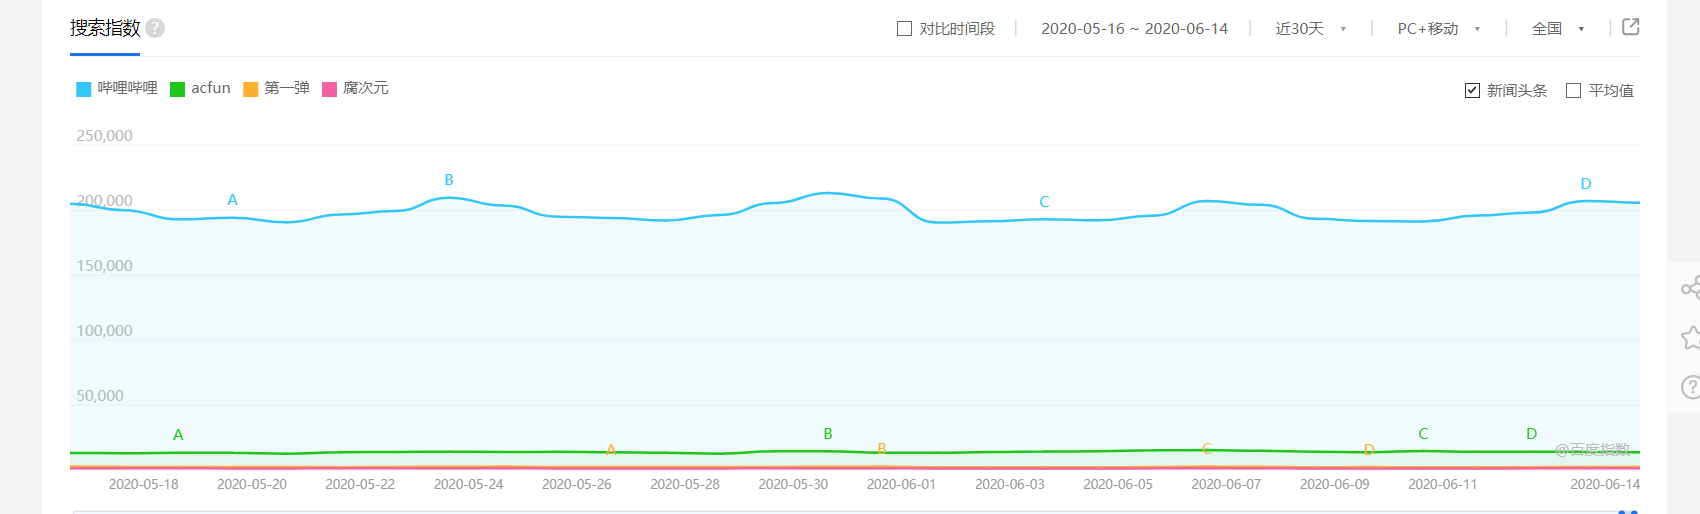 搜索指数 ?
对比时间段 2020-05-16 ~ 2020-06-14 近30天 PC+移动 全国
哔哩哔哩 acfun 第一弹 腐次元
新闻头条 平均值
250,000
200,000
150,000
100,000
50,000
A B C D
A B C D
A B C D
@百度指数
2020-05-18 2020-05-20 2020-05-22 2020-05-24 2020-05-26 2020-05-28 2020-05-30 2020-06-01 2020-06-03 2020-06-05 2020-06-07 2020-06-09 2020-06-11 2020-06-14